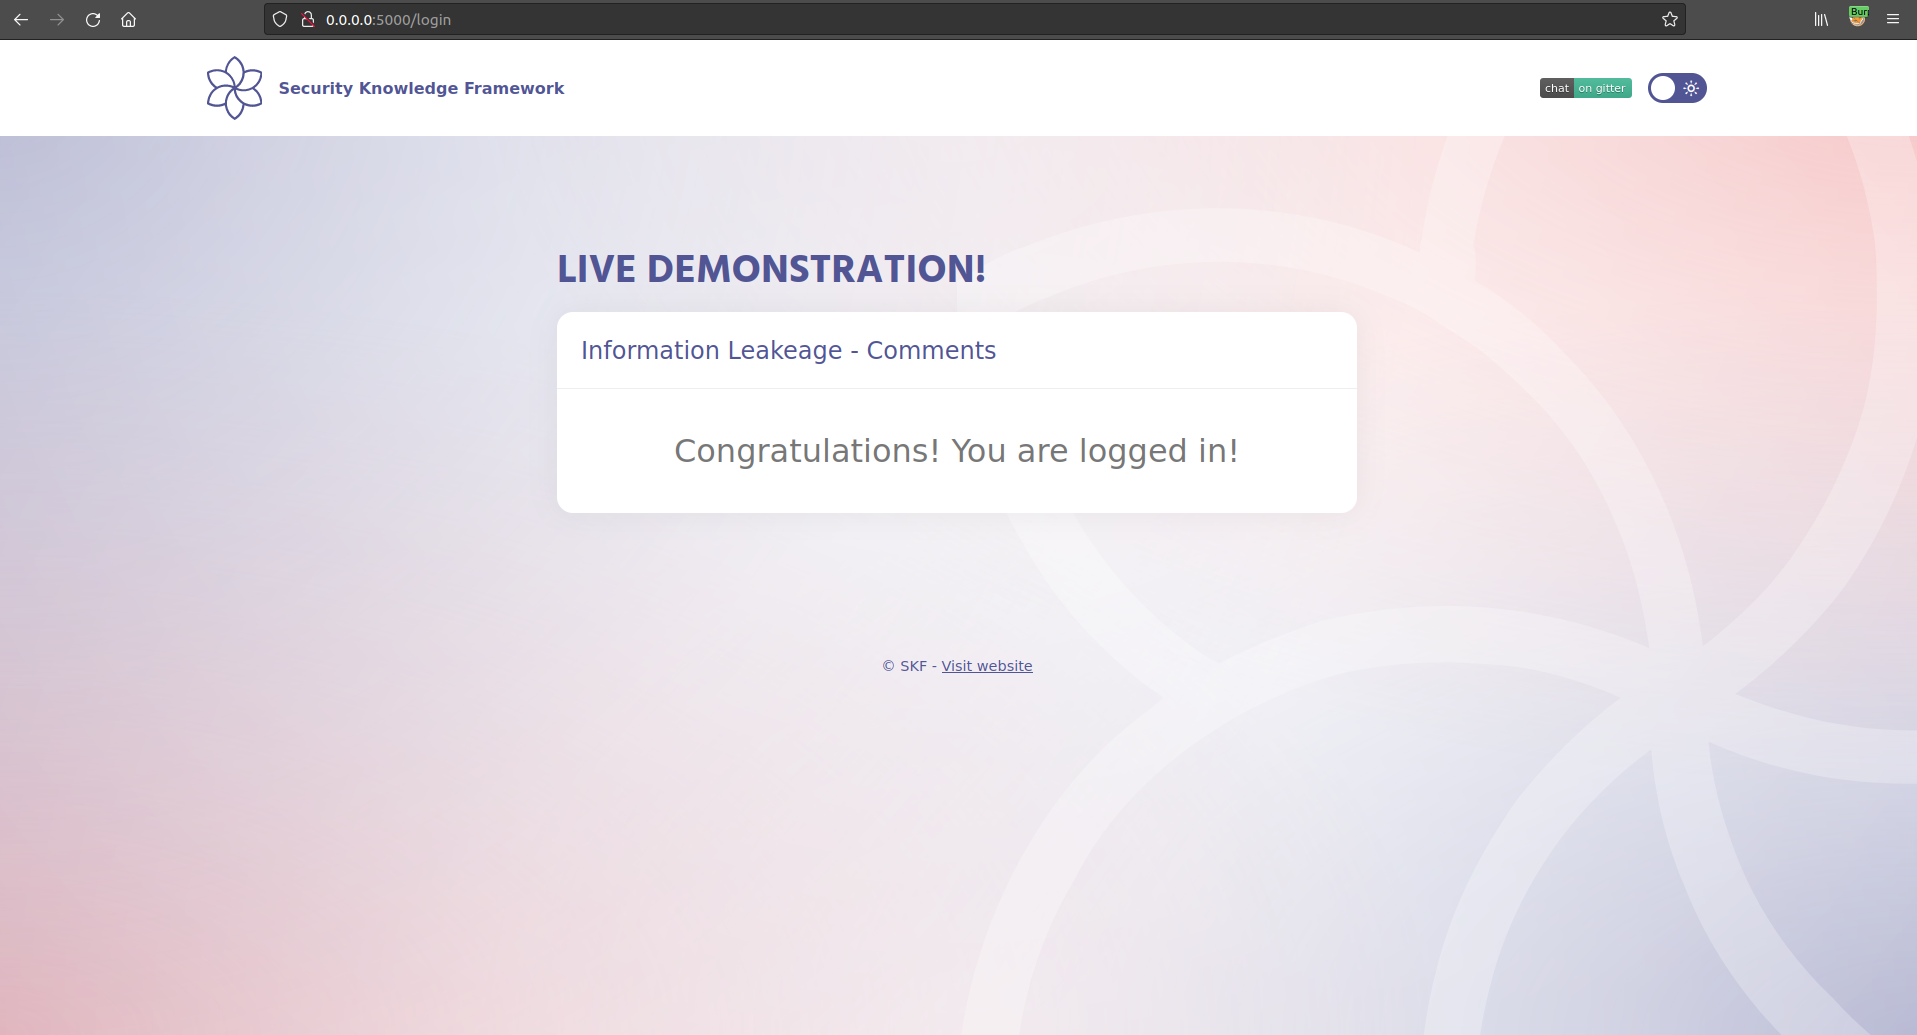 0.0.0.0:5000/login
Bur
Security Knowledge Framework
chat on gitter
LIVE DEMONSTRATION!
Information Leakeage - Comments
Congratulations! You are logged in!
© SKF - Visit website